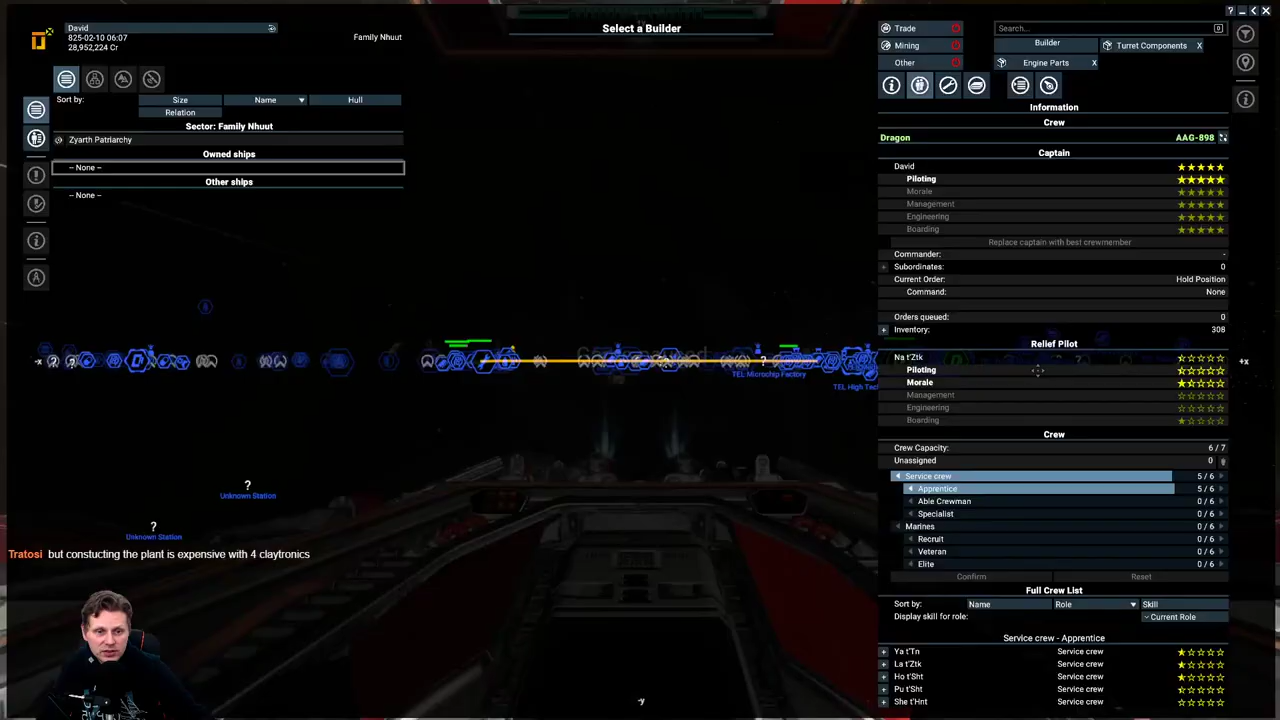 David
825-02-10 06:07
28,952,224 Cr
Family Nhuut
Select a Builder
Sort by:
Size
Name
Hull
Relation
Sector: Family Nhuut
Zyarth Patriarchy
Owned ships
-- None --
Other ships
-- None --
TEL Microchip Factory
TEL High Tec
Unknown Station
Unknown Station
-x
+x
-y
Tratosi but constucting the plant is expensive with 4 claytronics
Trade
Mining
Other
Search...
Builder
Turret Components X
Engine Parts X
Information
Crew
Dragon AAG-898
Captain
David
Piloting
Morale
Management
Engineering
Boarding
Replace captain with best crewmember
Commander: -
Subordinates: 0
Current Order: Hold Position
Command: None
Orders queued: 0
Inventory: 308
Relief Pilot
Na t'Ztk
Piloting
Morale
Management
Engineering
Boarding
Crew
Crew Capacity: 6 / 7
Unassigned 0
Service crew 5 / 6
Apprentice 5 / 6
Able Crewman 0 / 6
Specialist 0 / 6
Marines 0 / 6
Recruit 0 / 6
Veteran 0 / 6
Elite 0 / 6
Confirm Reset
Full Crew List
Sort by: Name Role Skill
Display skill for role: Current Role
Service crew - Apprentice
Ya t'Tn Service crew
La t'Ztk Service crew
Ho t'Sht Service crew
Pu t'Sht Service crew
She t'Hnt Service crew